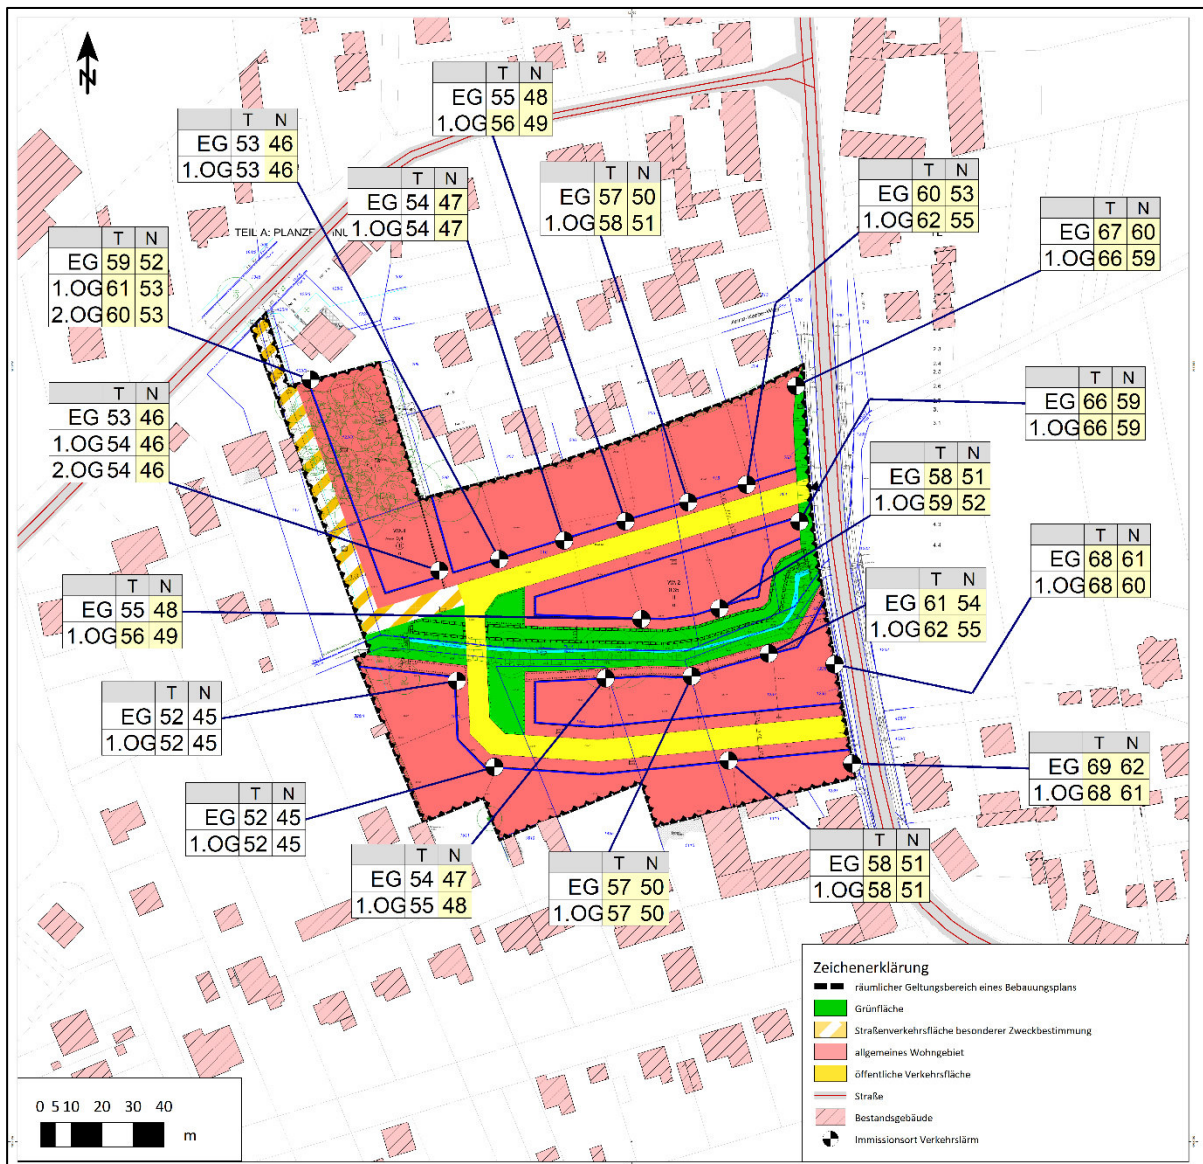 N
T N
EG 55 48
1.OG 56 49
T N
EG 53 46
1.OG 53 46
T N
EG 54 47
1.OG 54 47
T N
EG 57 50
1.OG 58 51
T N
EG 60 53
1.OG 62 55
T N
EG 67 60
1.OG 66 59
TEIL A: PLANZE
T N
EG 59 52
1.OG 61 53
2.OG 60 53
T N
EG 53 46
1.OG 54 46
2.OG 54 46
T N
EG 66 59
1.OG 66 59
T N
EG 58 51
1.OG 59 52
T N
EG 68 61
1.OG 68 60
T N
EG 61 54
1.OG 62 55
T N
EG 55 48
1.OG 56 49
T N
EG 52 45
1.OG 52 45
T N
EG 69 62
1.OG 68 61
T N
EG 52 45
1.OG 52 45
T N
EG 54 47
1.OG 55 48
T N
EG 57 50
1.OG 57 50
T N
EG 58 51
1.OG 58 51
Zeichenerklärung
räumlicher Geltungsbereich eines Bebauungsplans
Grünfläche
Straßenverkehrsfläche besonderer Zweckbestimmung
allgemeines Wohngebiet
öffentliche Verkehrsfläche
Straße
Bestandsgebäude
Immissionsort Verkehrslärm
0 5 10 20 30 40
m